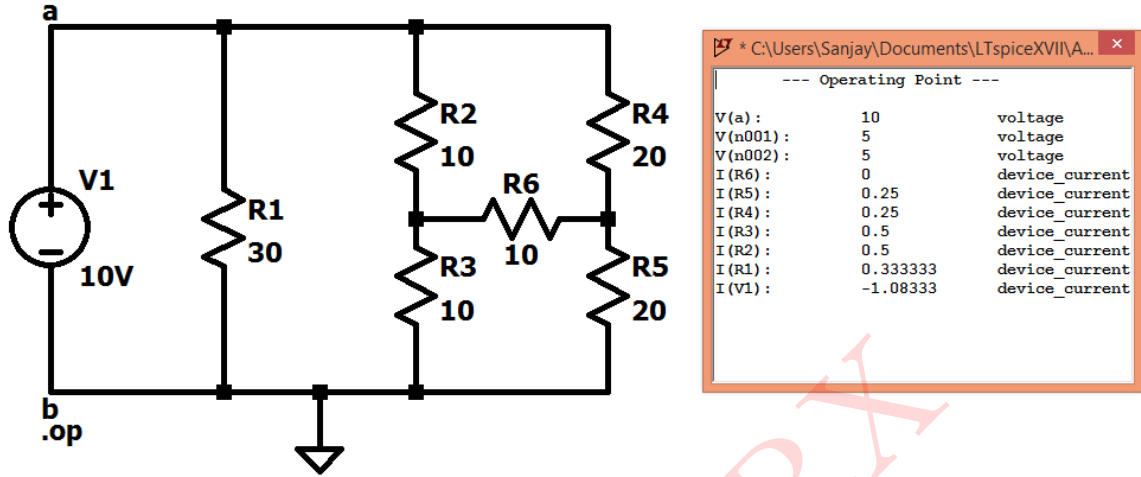 a
V1
10V
R1
30
R2
10
R3
10
R6
10
R4
20
R5
20
b
.op
* C:\Users\Sanjay\Documents\LTspiceXVII\A...
--- Operating Point ---
V(a): 10 voltage
V(n001): 5 voltage
V(n002): 5 voltage
I(R6): 0 device_current
I(R5): 0.25 device_current
I(R4): 0.25 device_current
I(R3): 0.5 device_current
I(R2): 0.5 device_current
I(R1): 0.333333 device_current
I(V1): -1.08333 device_current
X